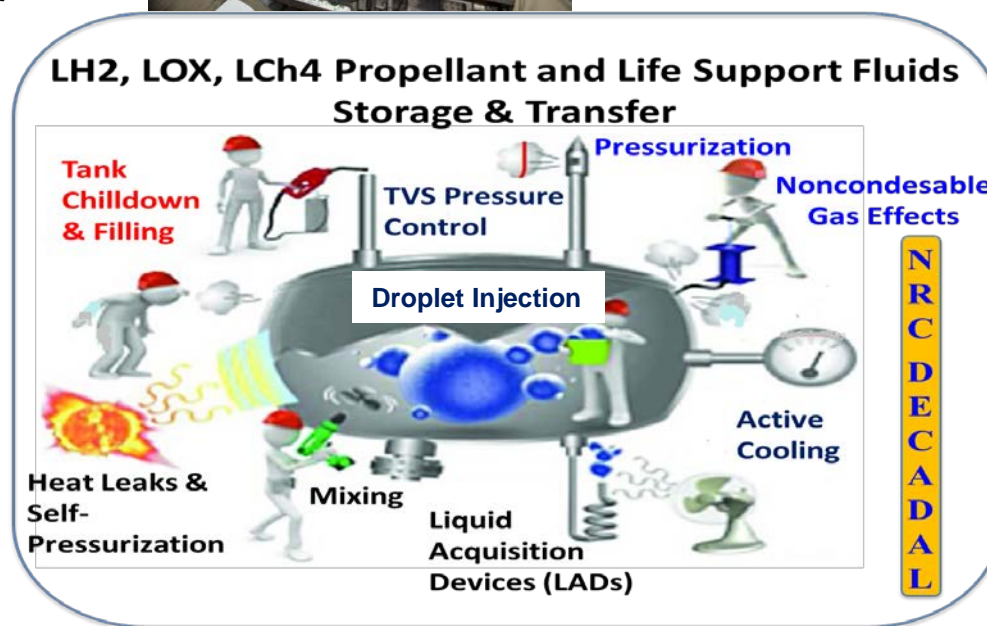 LH2, LOX, LCh4 Propellant and Life Support Fluids
Storage & Transfer
Tank
Chilldown
& Filling
TVS Pressure
Control
Pressurization
Noncondesable
Gas Effects
Droplet Injection
Active
Cooling
Heat Leaks &
Self-
Pressurization
Mixing
Liquid
Acquisition
Devices (LADs)
N
R
C
D
E
C
A
D
A
L